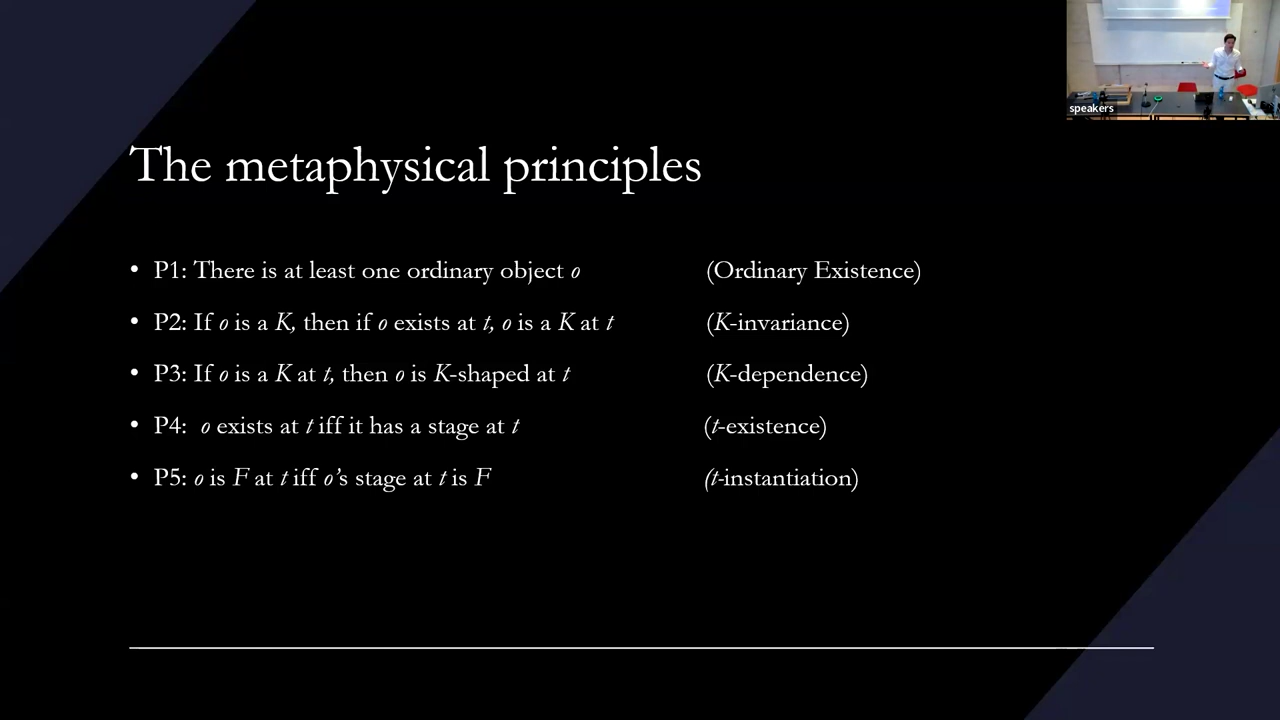 speakers
The metaphysical principles
• P1: There is at least one ordinary object o (Ordinary Existence)
• P2: If o is a K, then if o exists at t, o is a K at t (K-invariance)
• P3: If o is a K at t, then o is K-shaped at t (K-dependence)
• P4: o exists at t iff it has a stage at t (t-existence)
• P5: o is F at t iff o’s stage at t is F (t-instantiation)